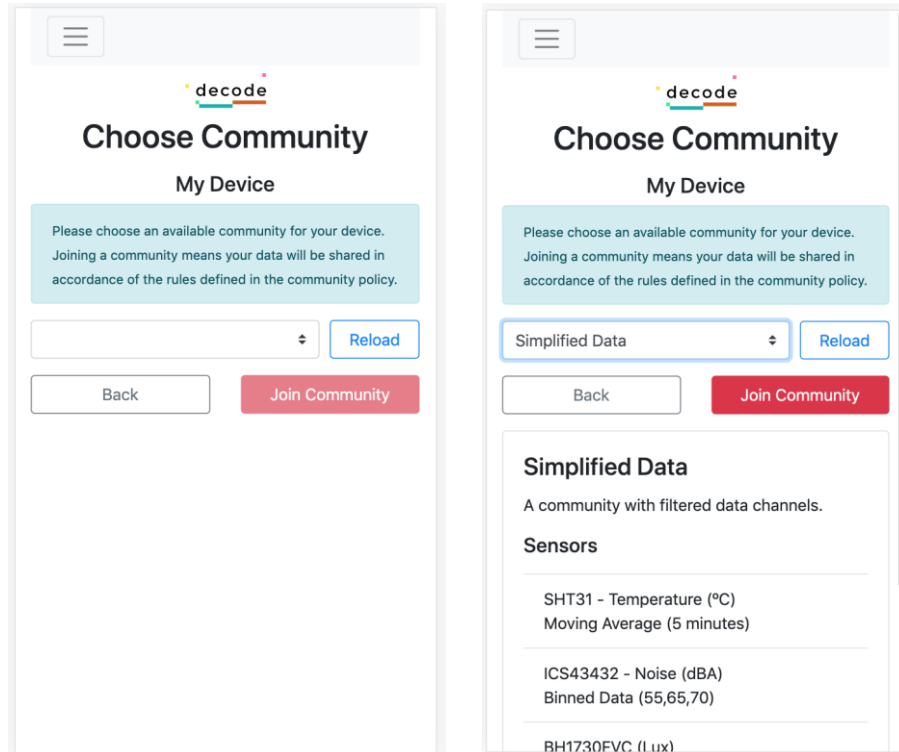 decode
Choose Community
My Device
Please choose an available community for your device.
Joining a community means your data will be shared in
accordance of the rules defined in the community policy.
Reload
Back
Join Community
decode
Choose Community
My Device
Please choose an available community for your device.
Joining a community means your data will be shared in
accordance of the rules defined in the community policy.
Simplified Data
Reload
Back
Join Community
Simplified Data
A community with filtered data channels.
Sensors
SHT31 - Temperature (ºC)
Moving Average (5 minutes)
ICS43432 - Noise (dBA)
Binned Data (55,65,70)
BH1730FVC (Lux)